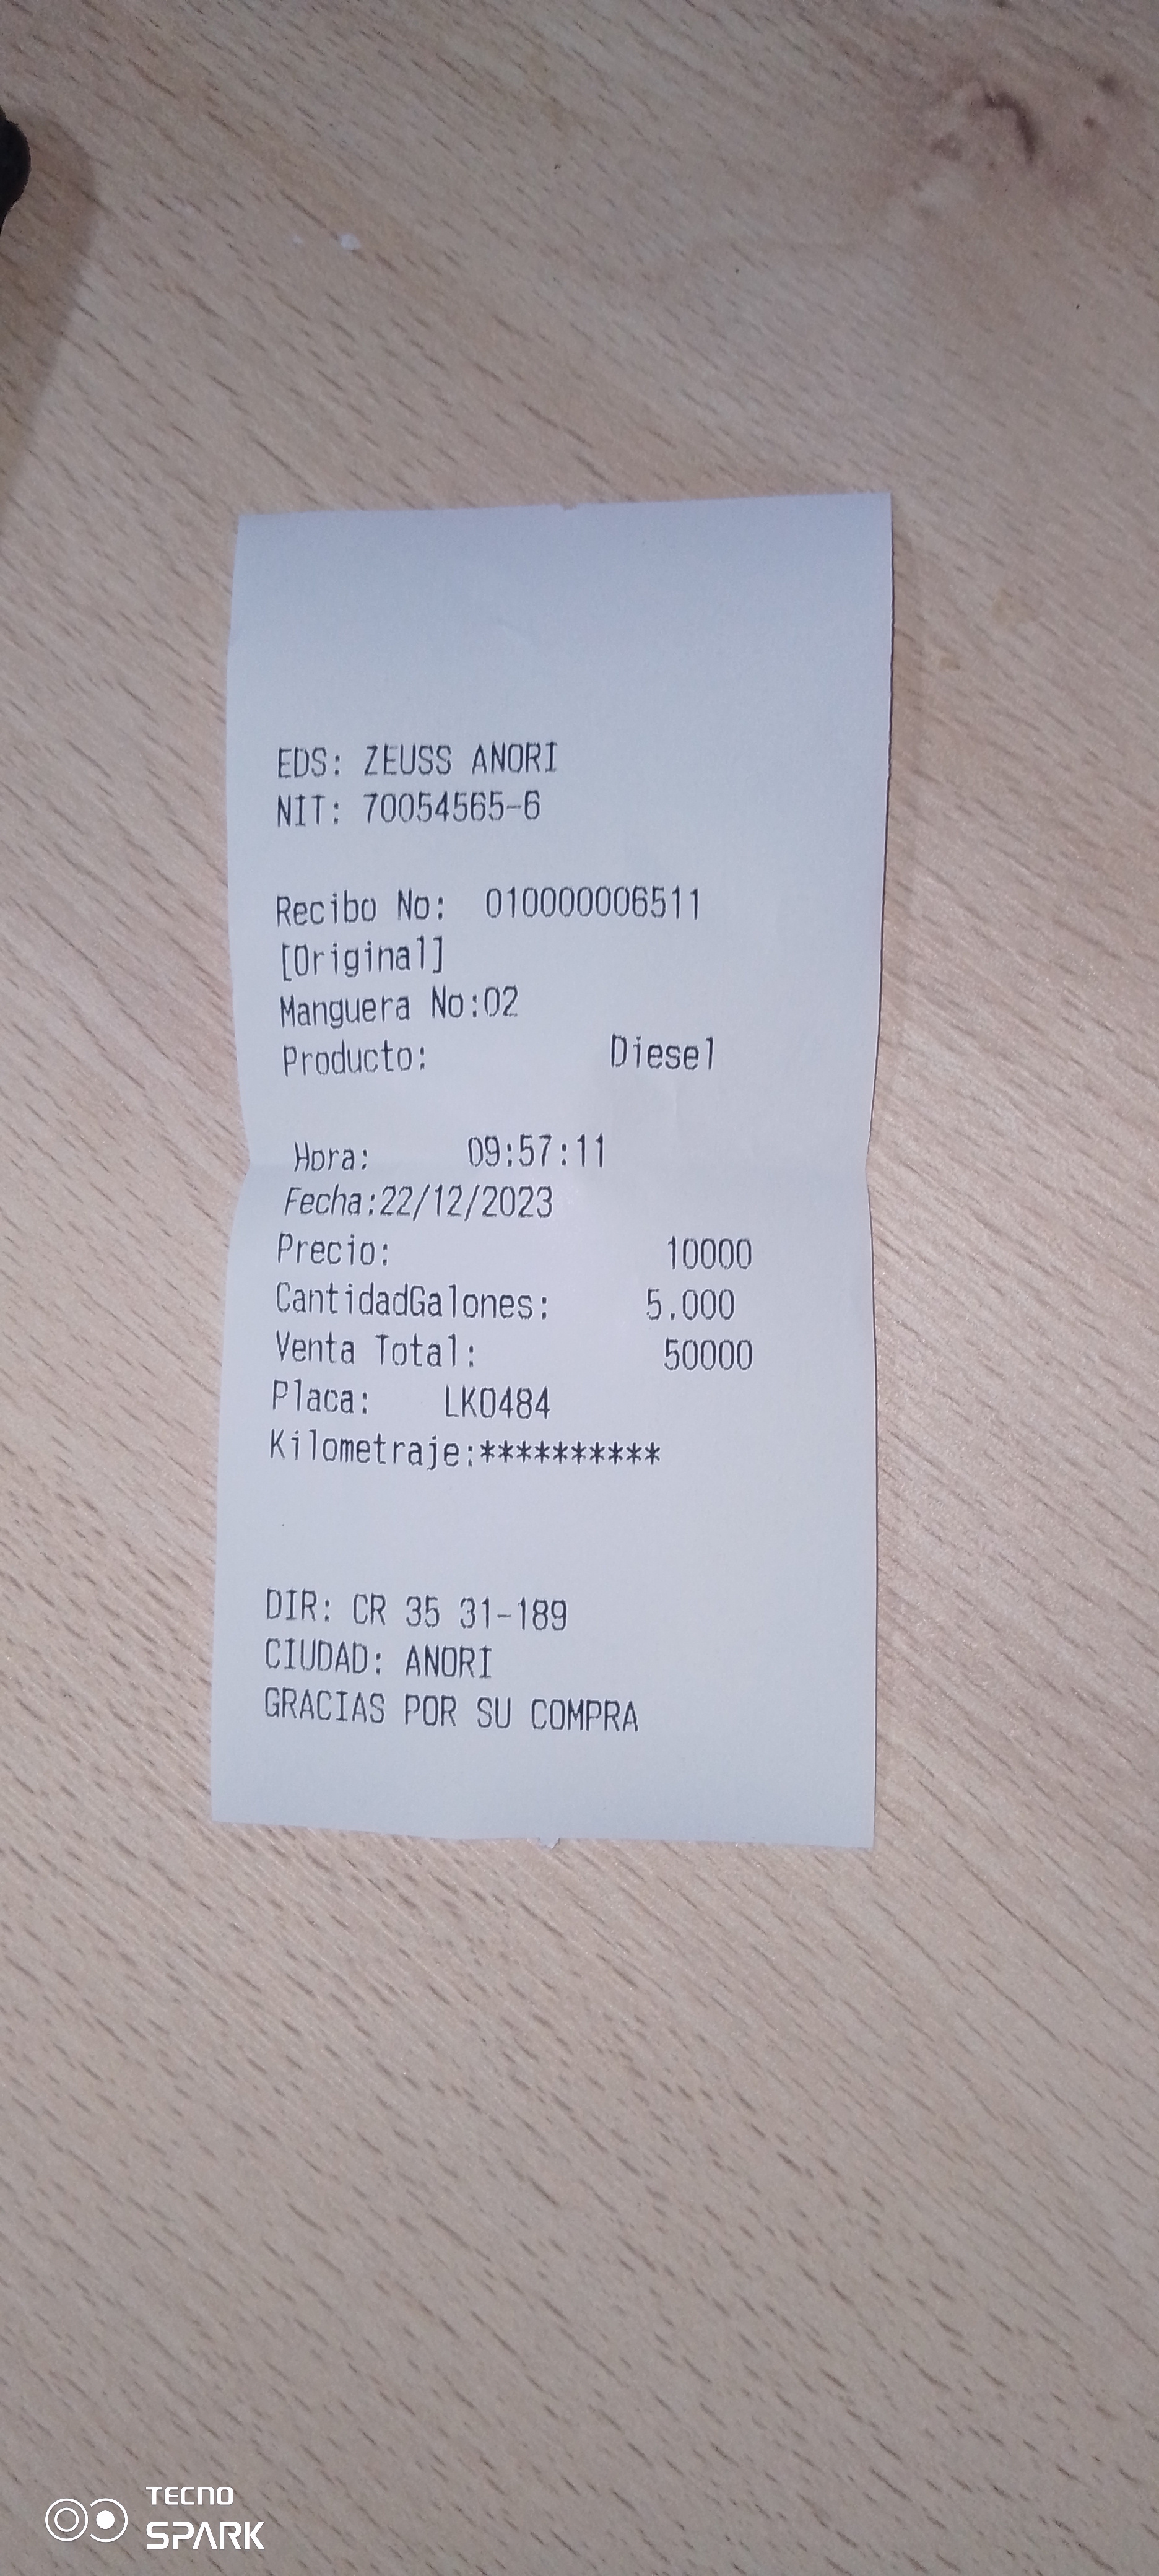 EDS: ZEUSS ANORI
NIT: 70054565-6
Recibo No: 010000006511
[Original]
Manguera No:02
Producto: Diesel
Hora: 09:57:11
Fecha:22/12/2023
Precio: 10000
CantidadGalones: 5.000
Venta Total: 50000
Placa: LKO484
Kilometraje:**********
DIR: CR 35 31-189
CIUDAD: ANORI
GRACIAS POR SU COMPRA
TECNO
SPARK